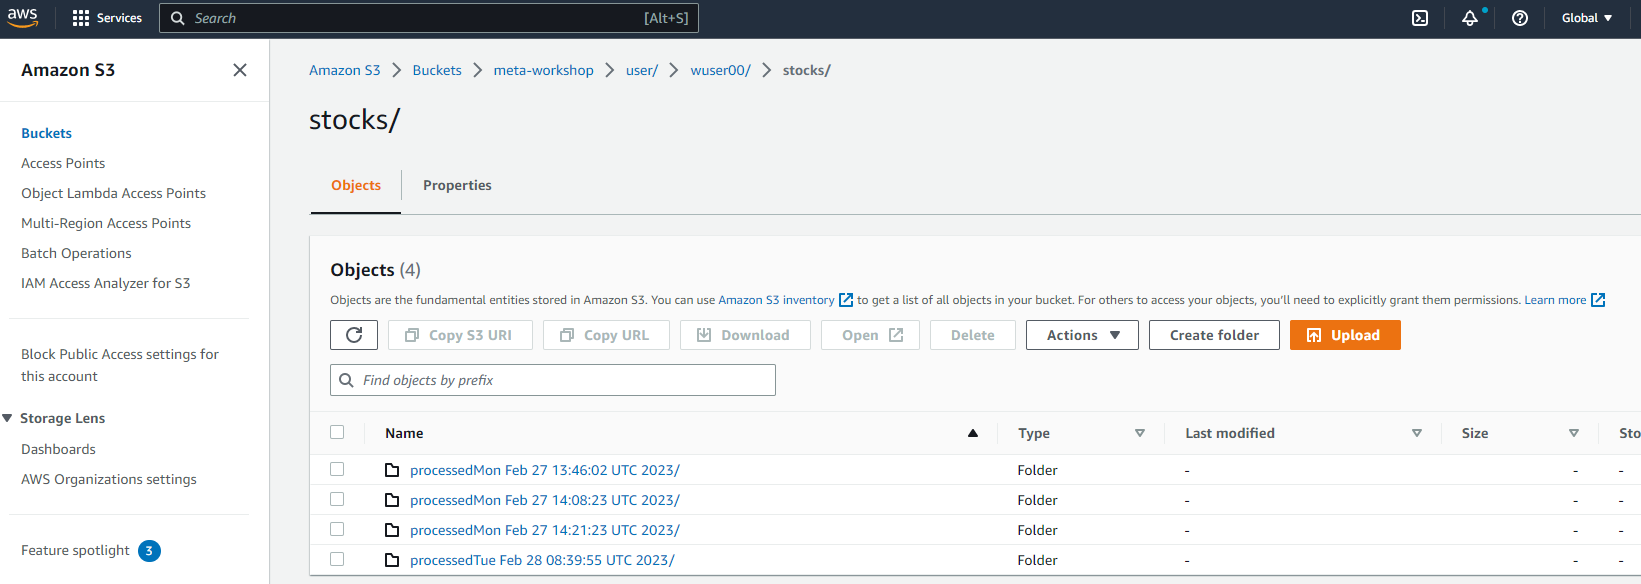 aws Services Search [Alt+S] Global
Amazon S3
Buckets
Access Points
Object Lambda Access Points
Multi-Region Access Points
Batch Operations
IAM Access Analyzer for S3
Block Public Access settings for
this account
Storage Lens
Dashboards
AWS Organizations settings
Feature spotlight 3
Amazon S3 Buckets meta-workshop user/ wuser00/ stocks/
stocks/
Objects Properties
Objects (4)
Objects are the fundamental entities stored in Amazon S3. You can use Amazon S3 inventory to get a list of all objects in your bucket. For others to access your objects, you’ll need to explicitly grant them permissions. Learn more
Copy S3 URI Copy URL Download Open Delete Actions Create folder Upload
Find objects by prefix
Name Type Last modified Size Sto
processedMon Feb 27 13:46:02 UTC 2023/ Folder - - -
processedMon Feb 27 14:08:23 UTC 2023/ Folder - - -
processedMon Feb 27 14:21:23 UTC 2023/ Folder - - -
processedTue Feb 28 08:39:55 UTC 2023/ Folder - - -